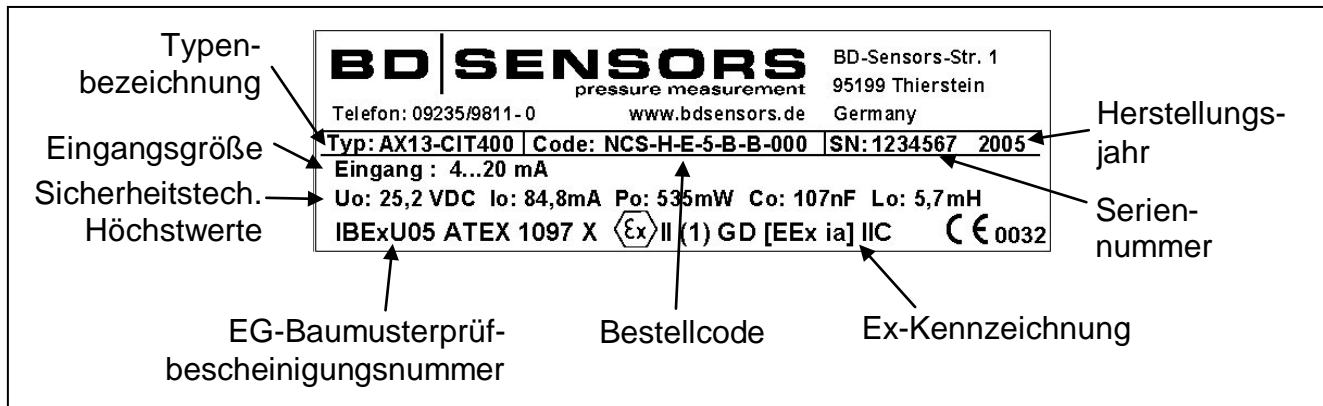 Typen-
bezeichnung
Eingangsgröße
Sicherheitstech.
Höchstwerte
BD SENSORS
pressure measurement
BD-Sensors-Str. 1
95199 Thierstein
Telefon: 09235/9811-0 www.bdsensors.de Germany
Typ: AX13-CIT400 Code: NCS-H-E-5-B-B-000 SN: 1234567 2005
Eingang : 4...20 mA
Uo: 25,2 VDC Io: 84,8mA Po: 535mW Co: 107nF Lo: 5,7mH
IBExU05 ATEX 1097 X Ex II (1) GD [EEx ia] IIC CE 0032
Herstellungs-
jahr
Serien-
nummer
EG-Baumusterprüf-
bescheinigungsnummer
Bestellcode
Ex-Kennzeichnung